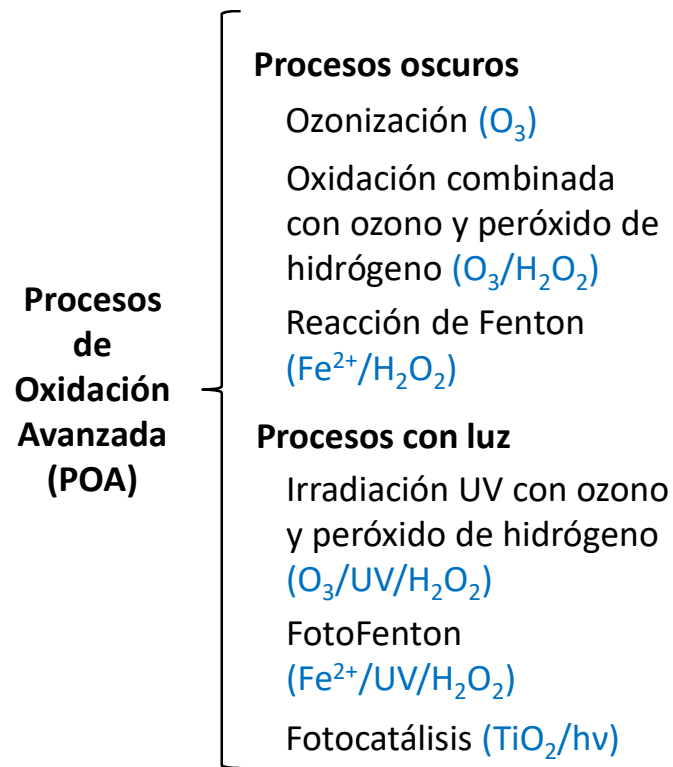 Procesos
de
Oxidación
Avanzada
(POA)
Procesos oscuros
Ozonización (O₃)
Oxidación combinada
con ozono y peróxido de
hidrógeno (O₃/H₂O₂)
Reacción de Fenton
(Fe²⁺/H₂O₂)
Procesos con luz
Irradiación UV con ozono
y peróxido de hidrógeno
(O₃/UV/H₂O₂)
FotoFenton
(Fe²⁺/UV/H₂O₂)
Fotocatálisis (TiO₂/hν)